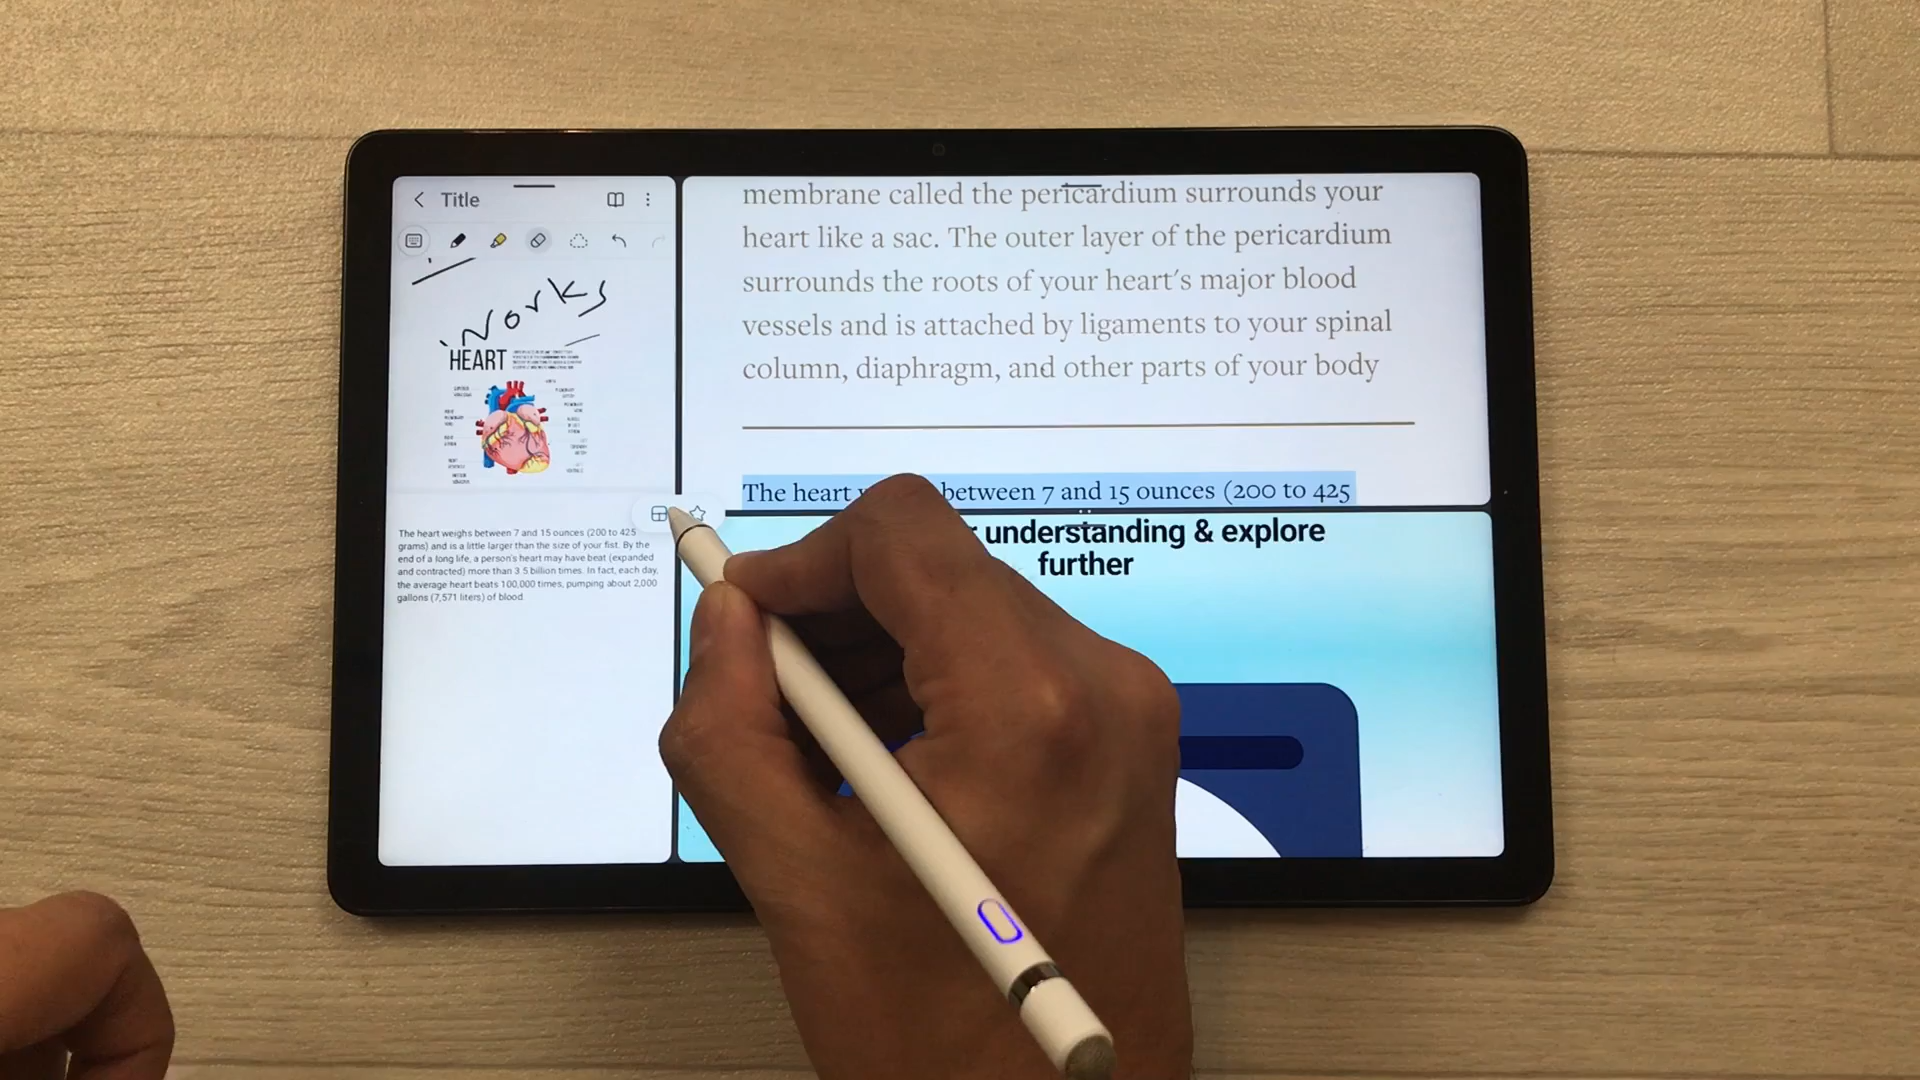 Title
Works
HEART
The heart weighs between 7 and 15 ounces (200 to 425
grams) and is a little larger than the size of your fist. By the
end of a long life, a person's heart may have beat (expanded
and contracted) more than 3.5 billion times. In fact, each day,
the average heart beats 100,000 times, pumping about 2,000
gallons (7,571 liters) of blood.
membrane called the pericardium surrounds your
heart like a sac. The outer layer of the pericardium
surrounds the roots of your heart's major blood
vessels and is attached by ligaments to your spinal
column, diaphragm, and other parts of your body
The heart between 7 and 15 ounces (200 to 425
understanding & explore
further